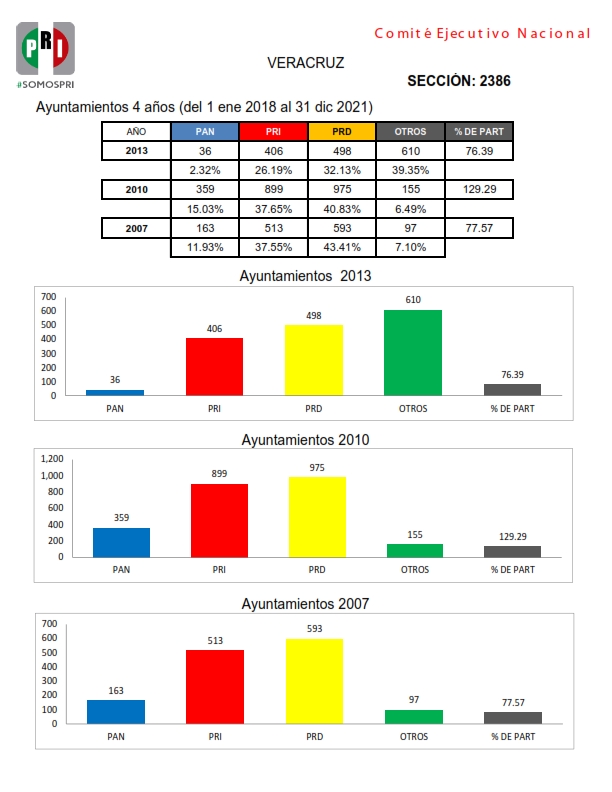 Comité Ejecutivo Nacional
PRI
#SOMOSPRI
VERACRUZ
SECCIÓN: 2386
Ayuntamientos 4 años (del 1 ene 2018 al 31 dic 2021)
AÑO PAN PRI PRD OTROS % DE PART
2013 36 406 498 610 76.39
2.32% 26.19% 32.13% 39.35%
2010 359 899 975 155 129.29
15.03% 37.65% 40.83% 6.49%
2007 163 513 593 97 77.57
11.93% 37.55% 43.41% 7.10%
Ayuntamientos 2013
700
600
500
400
300
200
100
0
36 406 498 610 76.39
PAN PRI PRD OTROS % DE PART
Ayuntamientos 2010
1,200
1,000
800
600
400
200
0
359 899 975 155 129.29
PAN PRI PRD OTROS % DE PART
Ayuntamientos 2007
700
600
500
400
300
200
100
0
163 513 593 97 77.57
PAN PRI PRD OTROS % DE PART